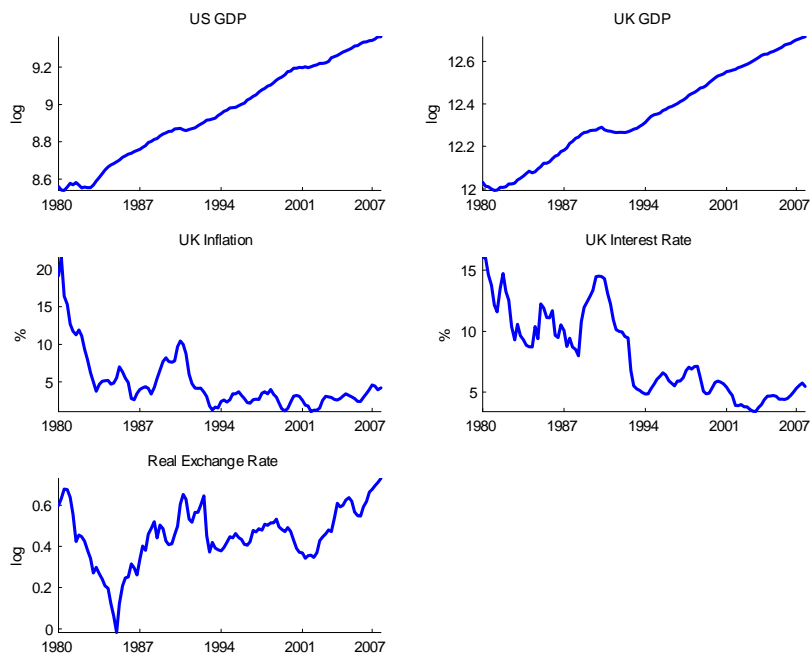 US GDP
log
9.2
9
8.8
8.6
1980 1987 1994 2001 2007
UK GDP
log
12.6
12.4
12.2
12
1980 1987 1994 2001 2007
UK Inflation
%
20
15
10
5
1980 1987 1994 2001 2007
UK Interest Rate
%
15
10
5
1980 1987 1994 2001 2007
Real Exchange Rate
log
0.6
0.4
0.2
0
1980 1987 1994 2001 2007